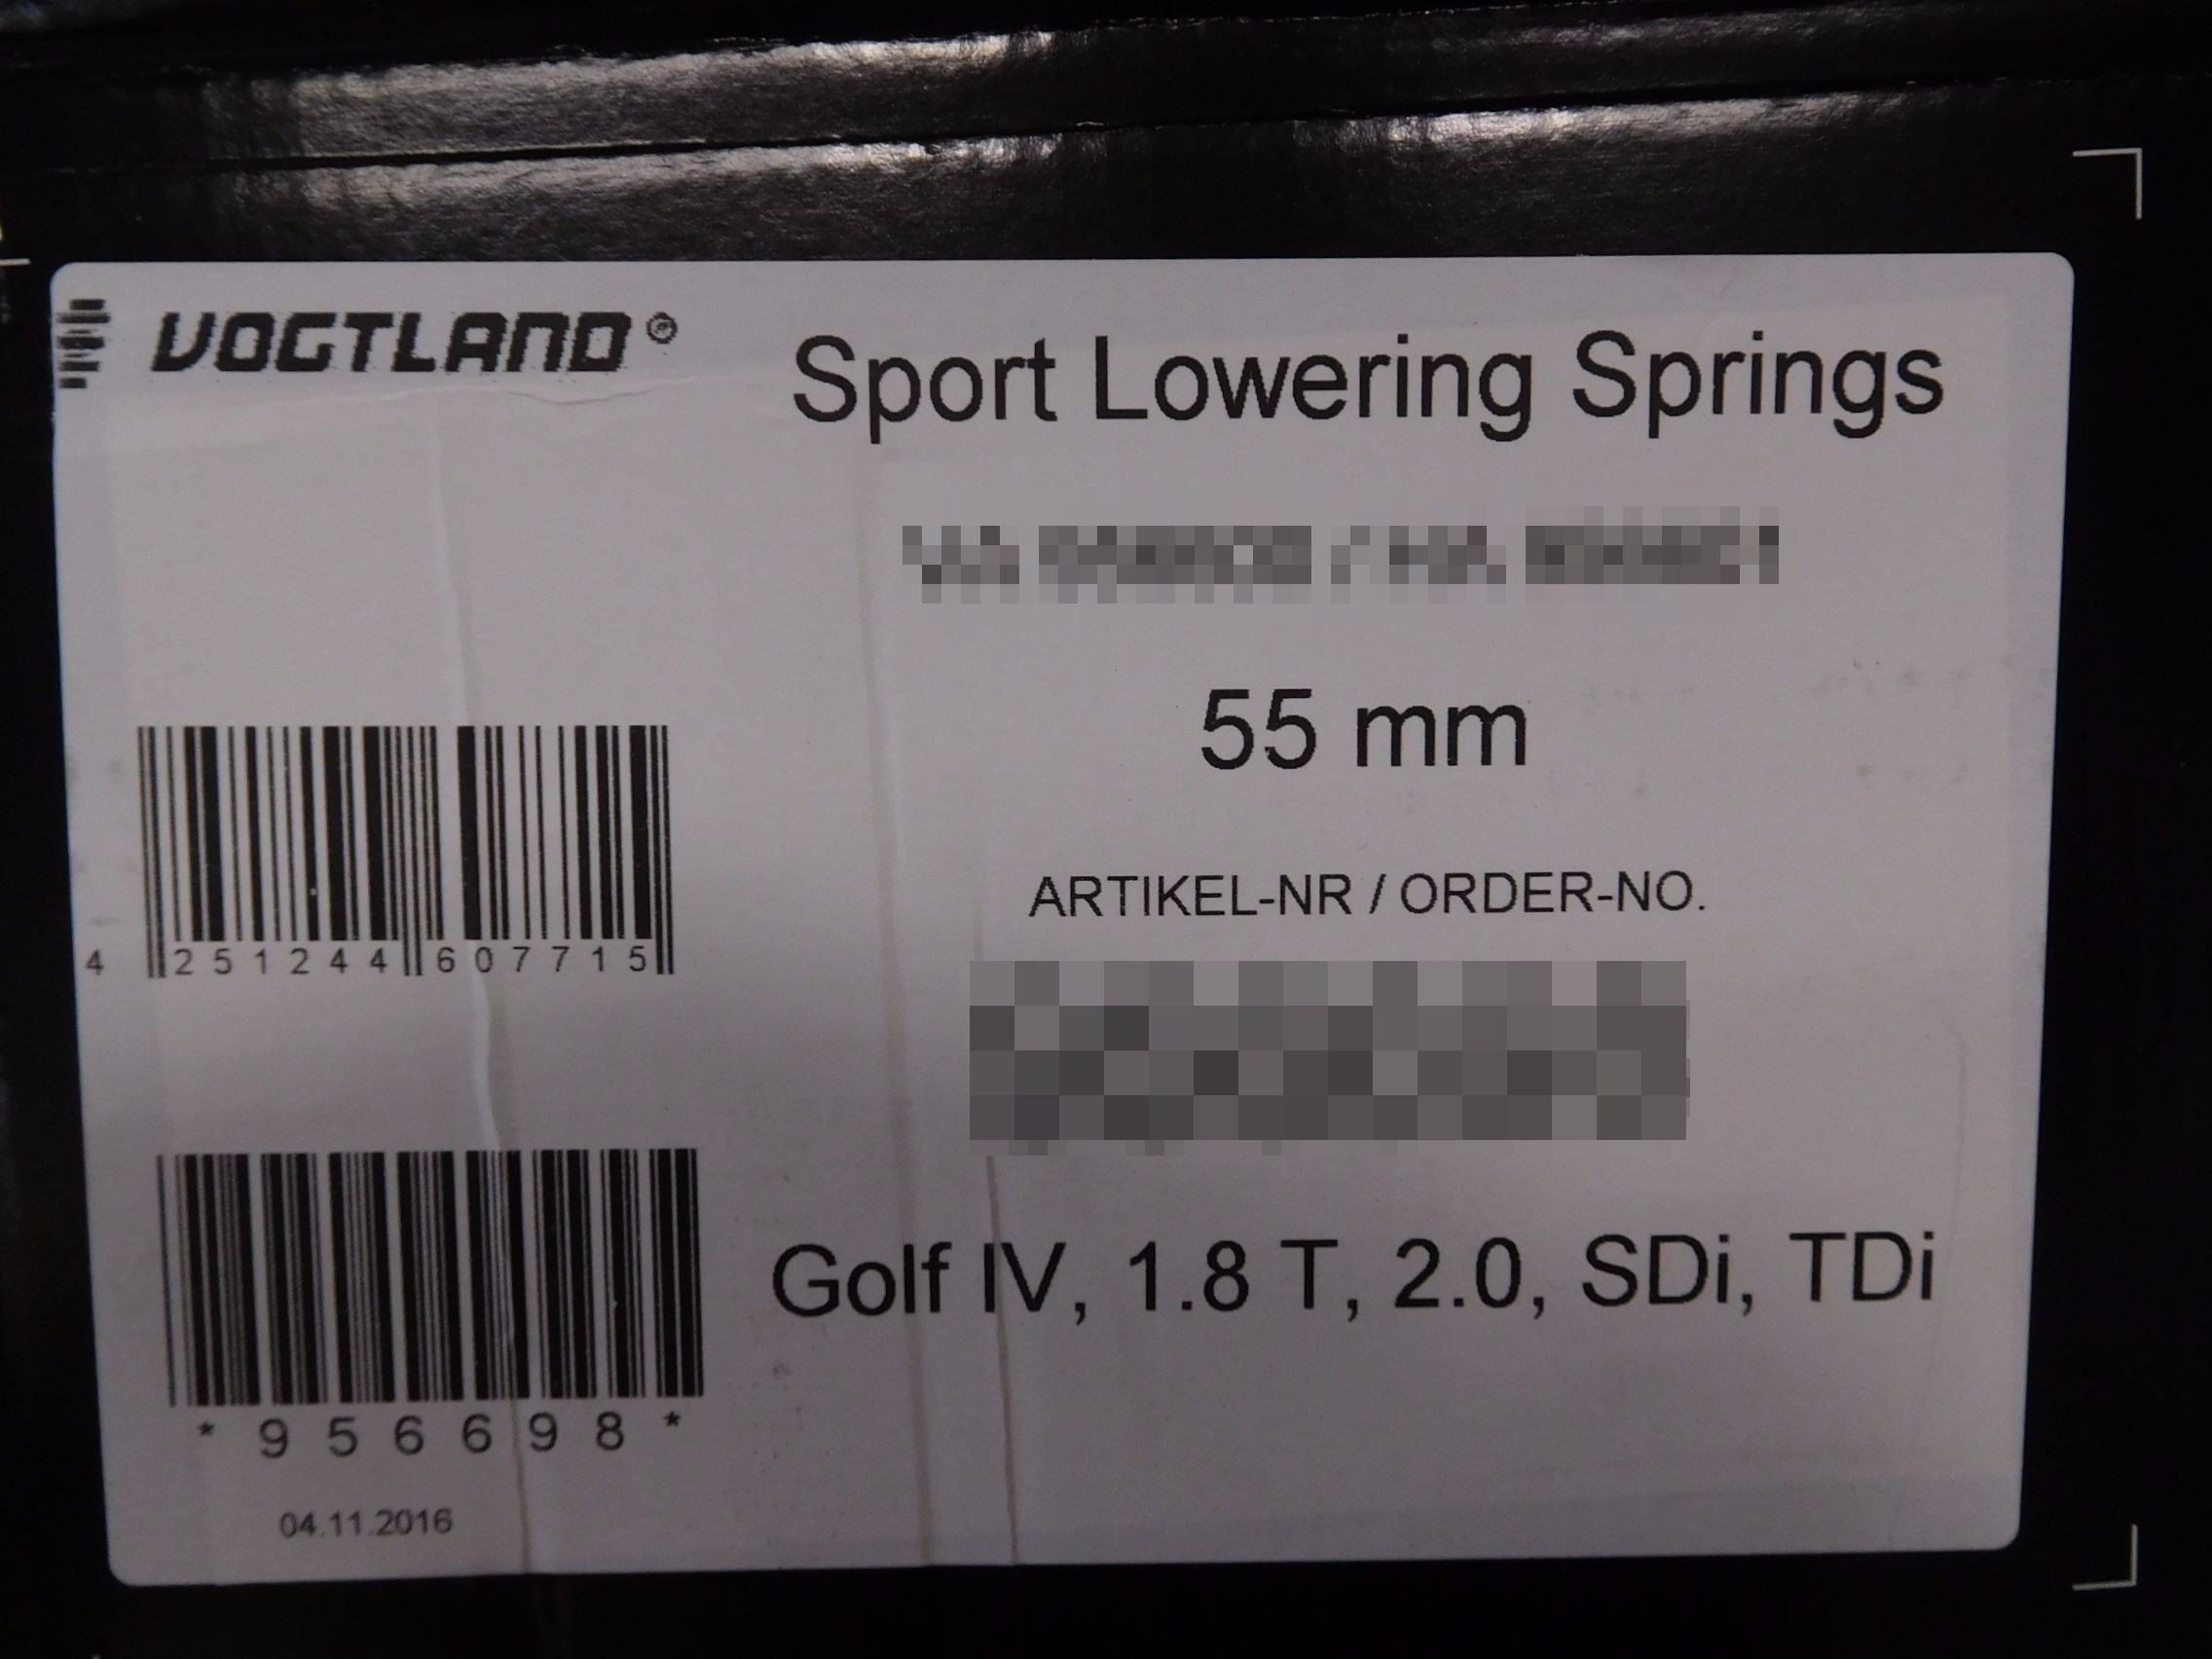 VOGTLAND®
Sport Lowering Springs
55 mm
4 251244 607715
ARTIKEL-NR / ORDER-NO.
Golf IV, 1.8 T, 2.0, SDi, TDi
*956698*
04.11.2016